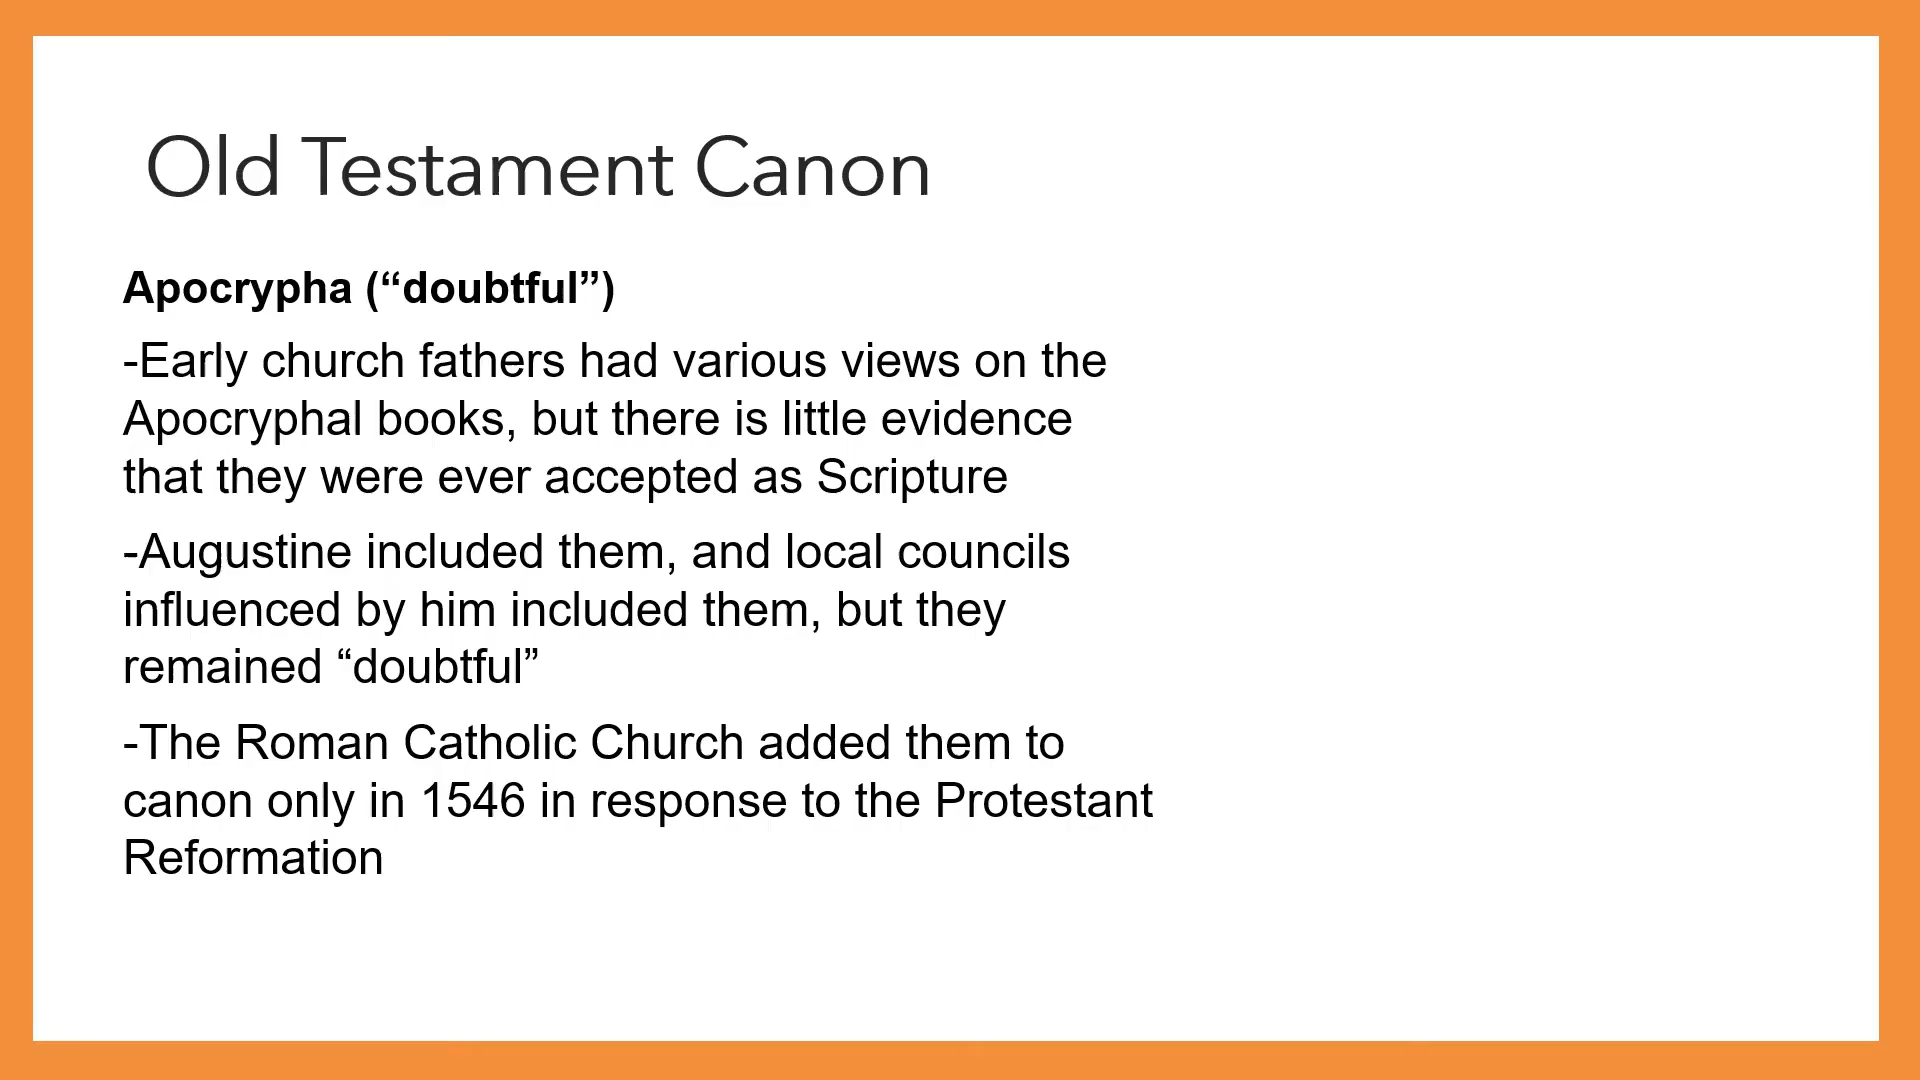 Old Testament Canon
Apocrypha (“doubtful”)
-Early church fathers had various views on the
Apocryphal books, but there is little evidence
that they were ever accepted as Scripture
-Augustine included them, and local councils
influenced by him included them, but they
remained “doubtful”
-The Roman Catholic Church added them to
canon only in 1546 in response to the Protestant
Reformation